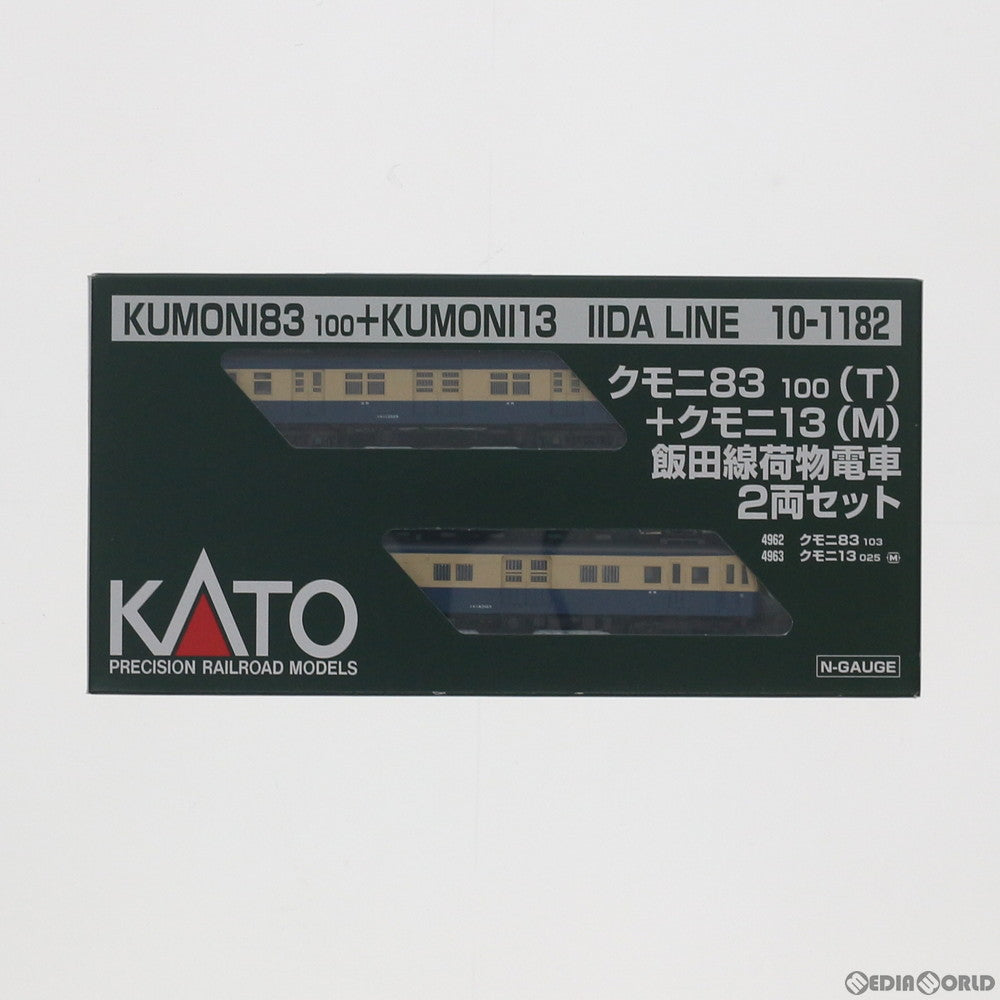 KUMONI83 100+KUMONI13 IIDA LINE 10-1182
クモニ83 100 (T)
+クモニ13 (M)
飯田線荷物電車
2両セット
4962 クモニ83 103
4963 クモニ13 025 M
KATO
PRECISION RAILROAD MODELS
N-GAUGE
MEDIAWORLD